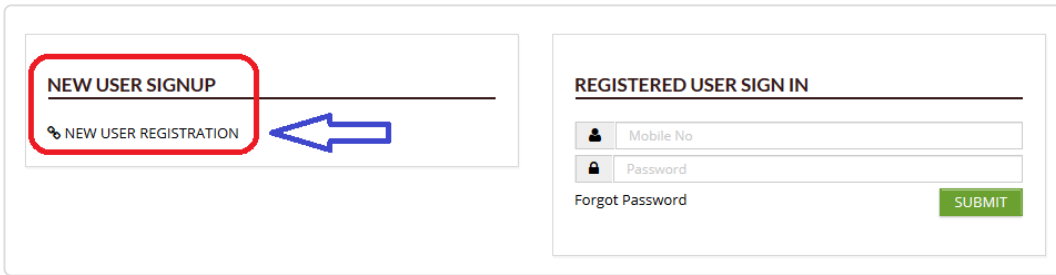 NEW USER SIGNUP
NEW USER REGISTRATION
REGISTERED USER SIGN IN
Mobile No
Password
Forgot Password
SUBMIT